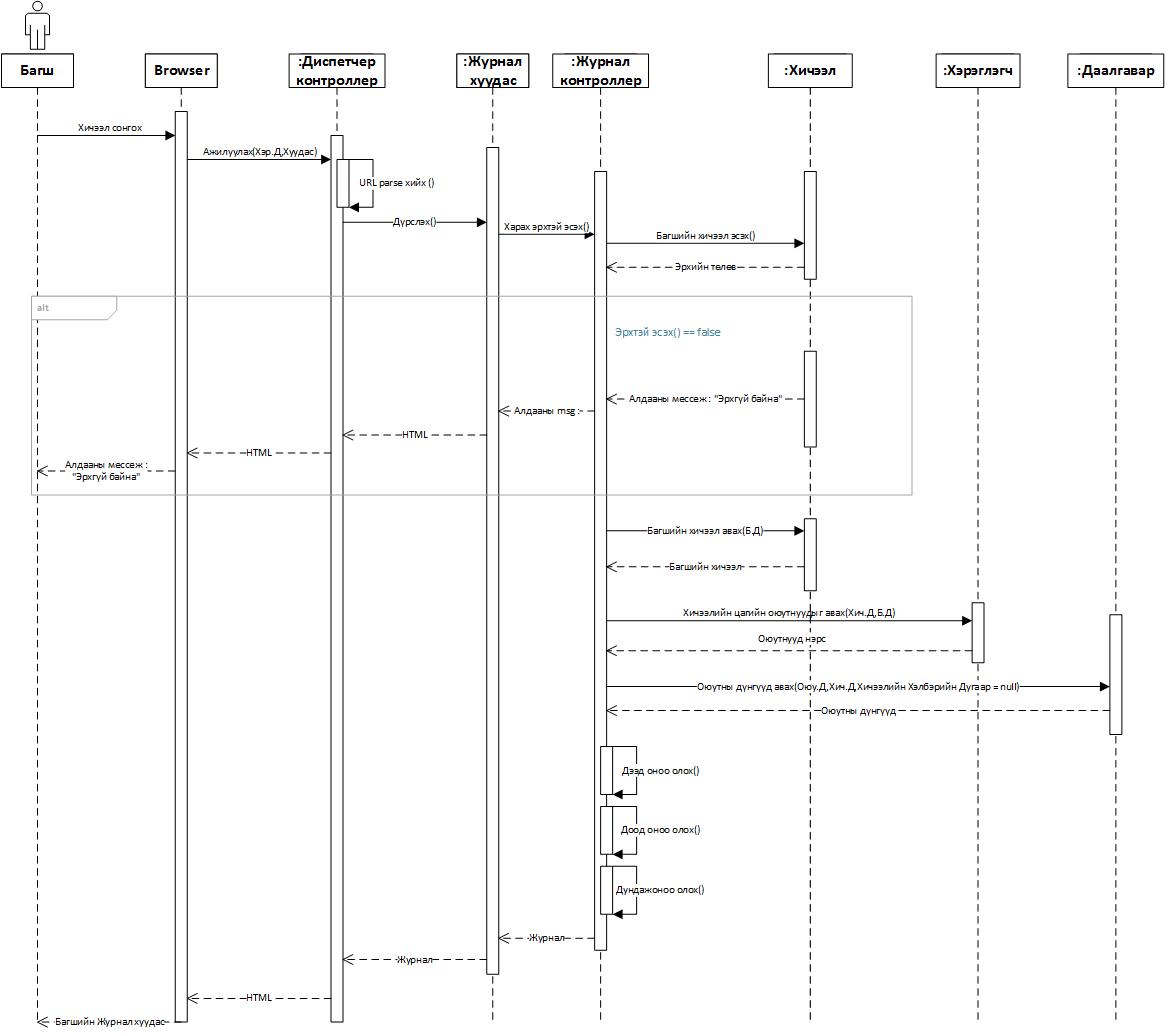 Багш
Browser
:Диспетчер
контроллер
:Журнал
хуудас
:Журнал
контроллер
:Хичээл
:Хэрэглэгч
:Даалгавар
Хичээл сонгох
Ажилуулах(Хэр.Д,Хуудас)
URL parse хийх ()
Дүрслэх()
Харах эрхтэй эсэх()
Багшийн хичээл эсэх()
Эрхийн төлөв
alt
Эрхтэй эсэх() == false
Алдааны мессеж : "Эрхгүй байна"
Алдааны msg :
HTML
HTML
Алдааны мессеж :
"Эрхгүй байна"
Багшийн хичээл авах(Б.Д)
Багшийн хичээл
Хичээлийн цагийн оюутнуудыг авах(Хич.Д,Б.Д)
Оюутнууд нэрс
Оюутны дүнгүүд авах(Оюу.Д,Хич.Д,Хичээлийн Хэлбэрийн Дугаар = null)
Оюутны дүнгүүд
Дээд оноо олох()
Доод оноо олох()
Дундажоноо олох()
Журнал
Журнал
HTML
Багшийн Журнал хуудас